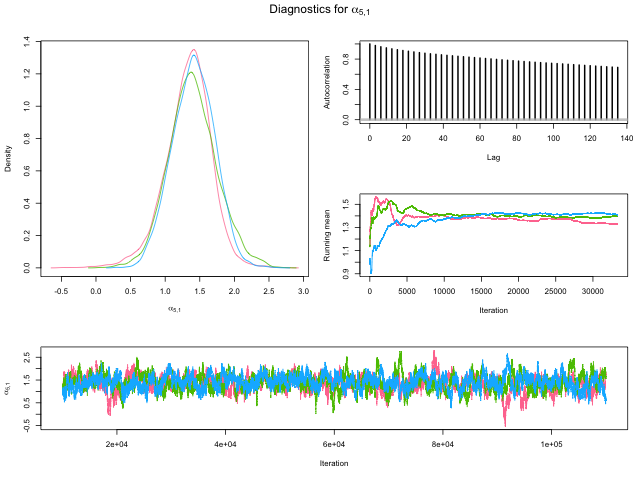 Diagnostics for α5,1
Density
0.0 0.2 0.4 0.6 0.8 1.0 1.2 1.4
-0.5 0.0 0.5 1.0 1.5 2.0 2.5 3.0
α5,1
Autocorrelation
0.0 0.4 0.8
0 20 40 60 80 100 120 140
Lag
Running mean
0.9 1.1 1.3 1.5
0 5000 10000 15000 20000 25000 30000
Iteration
α5,1
-0.5 0.5 1.5 2.5
2e+04 4e+04 6e+04 8e+04 1e+05
Iteration